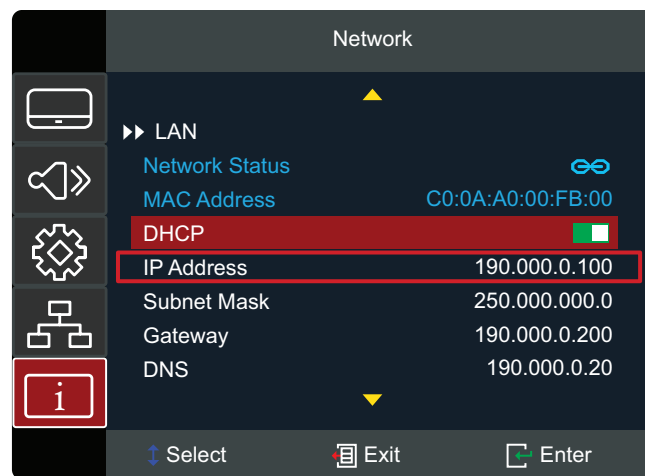 Network
LAN
Network Status
MAC Address C0:0A:A0:00:FB:00
DHCP
IP Address 190.000.0.100
Subnet Mask 250.000.000.0
Gateway 190.000.0.200
DNS 190.000.0.20
i
Select Exit Enter